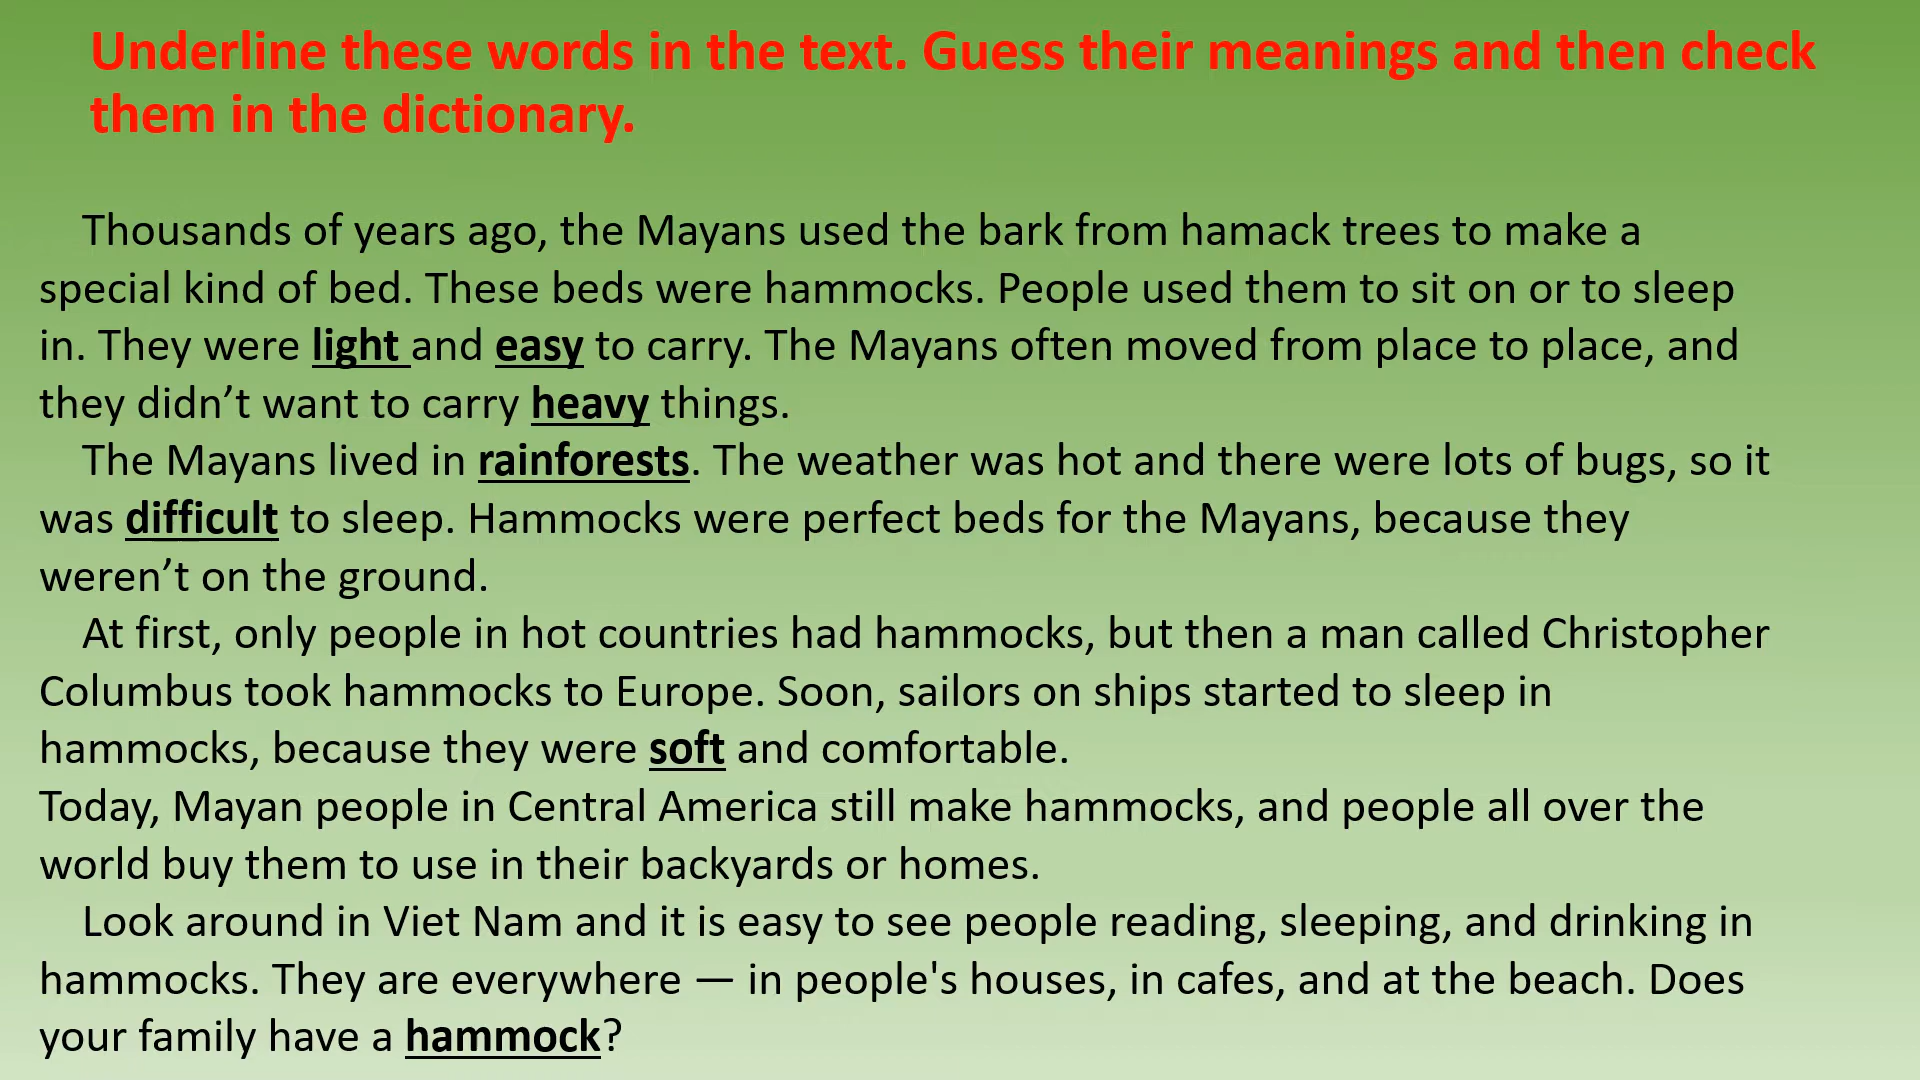 Underline these words in the text. Guess their meanings and then check
them in the dictionary.
Thousands of years ago, the Mayans used the bark from hamack trees to make a
special kind of bed. These beds were hammocks. People used them to sit on or to sleep
in. They were light and easy to carry. The Mayans often moved from place to place, and
they didn’t want to carry heavy things.
The Mayans lived in rainforests. The weather was hot and there were lots of bugs, so it
was difficult to sleep. Hammocks were perfect beds for the Mayans, because they
weren’t on the ground.
At first, only people in hot countries had hammocks, but then a man called Christopher
Columbus took hammocks to Europe. Soon, sailors on ships started to sleep in
hammocks, because they were soft and comfortable.
Today, Mayan people in Central America still make hammocks, and people all over the
world buy them to use in their backyards or homes.
Look around in Viet Nam and it is easy to see people reading, sleeping, and drinking in
hammocks. They are everywhere — in people's houses, in cafes, and at the beach. Does
your family have a hammock?